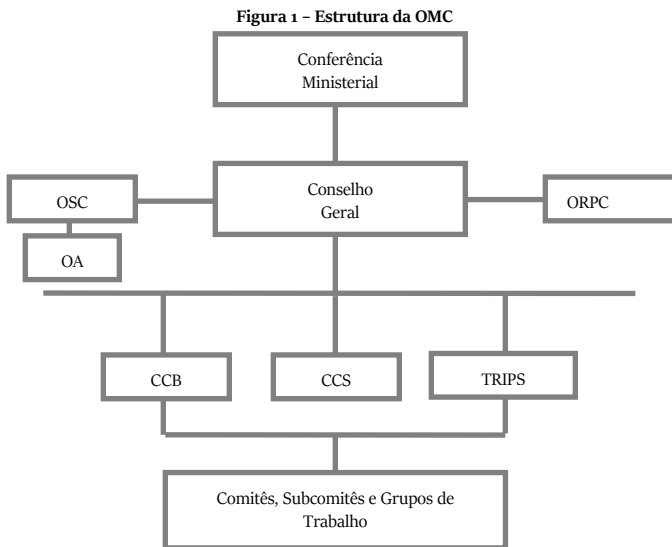 Figura 1 – Estrutura da OMC
Conferência
Ministerial
Conselho
Geral
OSC
ORPC
OA
CCB
CCS
TRIPS
Comitês, Subcomitês e Grupos de
Trabalho